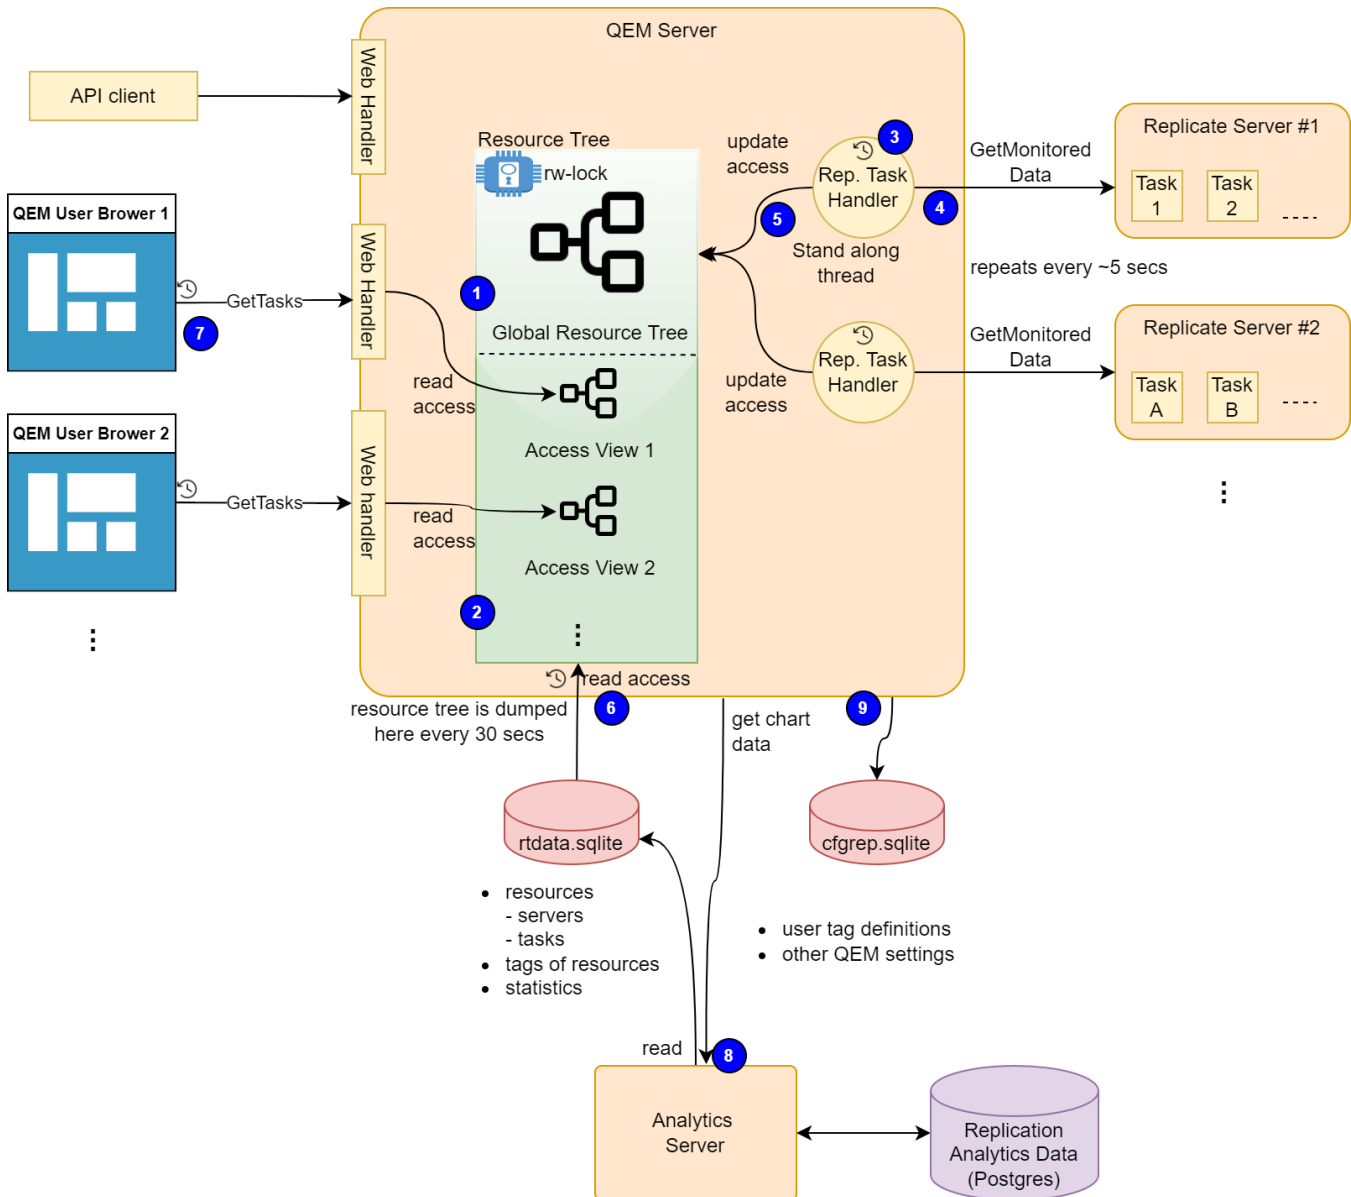 QEM Server
API client
Web Handler
Resource Tree
rw-lock
Global Resource Tree
1
update
access
3
Rep. Task
Handler
4
5
Stand along
thread
GetMonitored
Data
Replicate Server #1
Task
1
Task
2
----
repeats every ~5 secs
QEM User Brower 1
GetTasks
7
Web Handler
read
access
Access View 1
update
access
Rep. Task
Handler
GetMonitored
Data
Replicate Server #2
Task
A
Task
B
----
QEM User Brower 2
GetTasks
Web handler
read
access
Access View 2
2
read access
6
resource tree is dumped
here every 30 secs
get chart
data
9
rtdata.sqlite
cfgrep.sqlite
• resources
- servers
- tasks
• tags of resources
• statistics
• user tag definitions
• other QEM settings
read
8
Analytics
Server
Replication
Analytics Data
(Postgres)